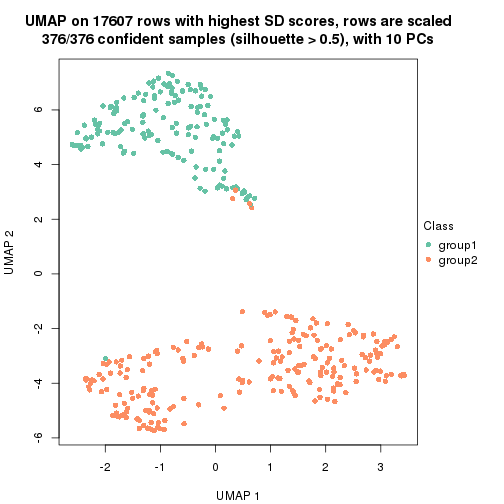 UMAP on 17607 rows with highest SD scores, rows are scaled
376/376 confident samples (silhouette > 0.5), with 10 PCs
6
4
2
0
-2
-4
-6
UMAP 2
-2
-1
0
1
2
3
UMAP 1
Class
group1
group2